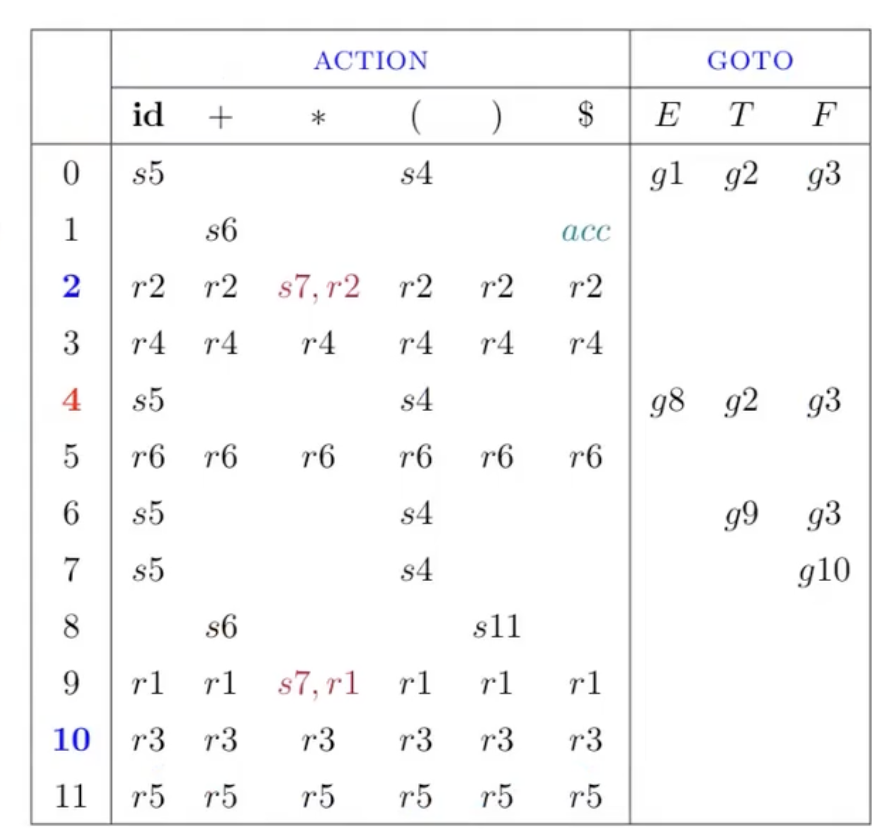 ACTION GOTO
id + * ( ) $ E T F
0 s5 s4 g1 g2 g3
1 s6 acc
2 r2 r2 s7, r2 r2 r2 r2
3 r4 r4 r4 r4 r4 r4
4 s5 s4 g8 g2 g3
5 r6 r6 r6 r6 r6 r6
6 s5 s4 g9 g3
7 s5 s4 g10
8 s6 s11
9 r1 r1 s7, r1 r1 r1 r1
10 r3 r3 r3 r3 r3 r3
11 r5 r5 r5 r5 r5 r5